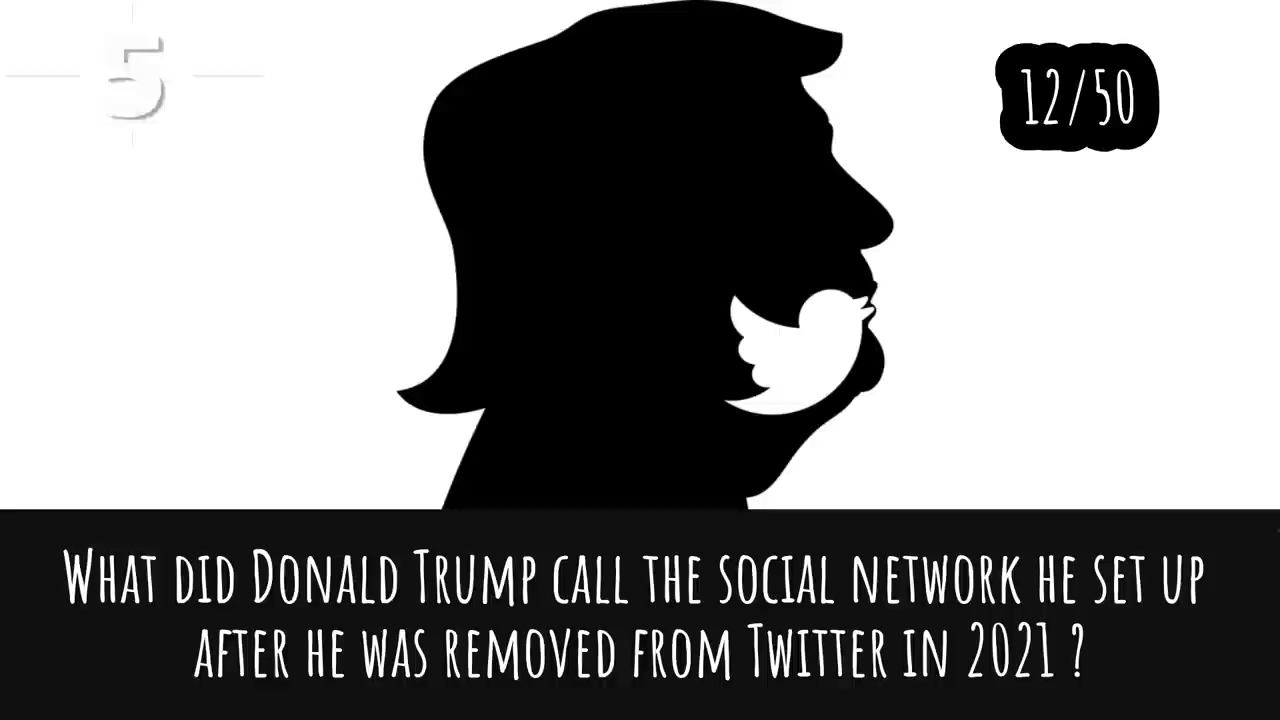 5
12/50
What did Donald Trump call the social network he set up
after he was removed from Twitter in 2021 ?